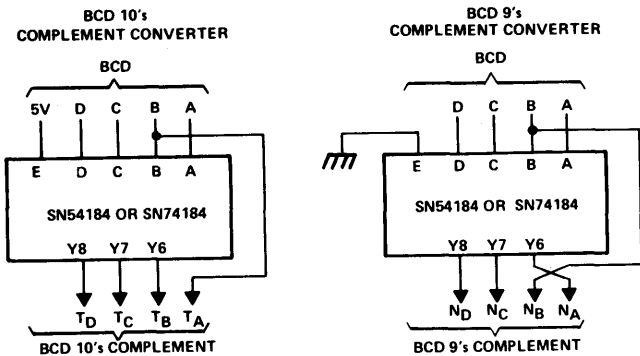 BCD 10's
COMPLEMENT CONVERTER
BCD
5V D C B A
E D C B A
SN54184 OR SN74184
Y8 Y7 Y6
TD TC TB TA
BCD 10's COMPLEMENT
BCD 9's
COMPLEMENT CONVERTER
BCD
D C B A
E D C B A
SN54184 OR SN74184
Y8 Y7 Y6
ND NC NB NA
BCD 9's COMPLEMENT